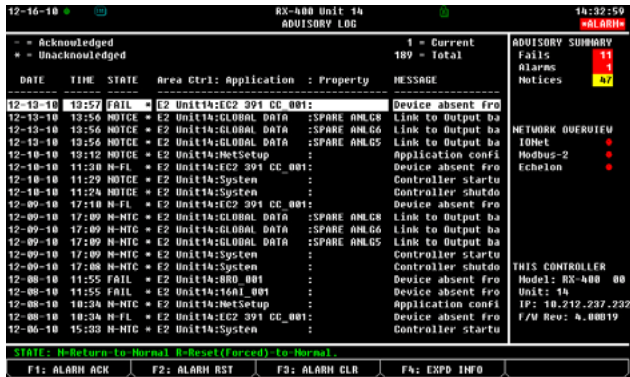 12-16-10 RX-400 Unit 14 14:32:59
ADVISORY LOG *ALARM*
- = Acknowledged 1 = Current ADVISORY SUMMARY
* = Unacknowledged 189 = Total Fails 11
Alarms 1
DATE TIME STATE Area Ctrl: Application : Property MESSAGE Notices 47
12-13-10 13:57 FAIL * E2 Unit14:EC2 391 CC_001: Device absent fro
12-13-10 13:56 NOTCE * E2 Unit14:GLOBAL DATA :SPARE ANLG8 Link to Output ba
12-13-10 13:56 NOTCE * E2 Unit14:GLOBAL DATA :SPARE ANLG6 Link to Output ba NETWORK OVERVIEW
12-13-10 13:56 NOTCE * E2 Unit14:GLOBAL DATA :SPARE ANLG5 Link to Output ba IONet
12-10-10 13:12 NOTCE * E2 Unit14:NetSetup : Application confi Modbus-2
12-10-10 11:30 N-FL * E2 Unit14:EC2 391 CC_001: Device absent fro Echelon
12-10-10 11:29 NOTCE * E2 Unit14:System : Controller startu
12-10-10 11:24 NOTCE * E2 Unit14:System : Controller shutdo
12-09-10 17:10 N-FL * E2 Unit14:EC2 391 CC_001: Device absent fro
12-09-10 17:09 N-NTC * E2 Unit14:GLOBAL DATA :SPARE ANLG8 Link to Output ba
12-09-10 17:09 N-NTC * E2 Unit14:GLOBAL DATA :SPARE ANLG6 Link to Output ba
12-09-10 17:09 N-NTC * E2 Unit14:GLOBAL DATA :SPARE ANLG5 Link to Output ba
12-09-10 17:09 N-NTC * E2 Unit14:System : Controller startu
12-09-10 17:08 N-NTC * E2 Unit14:System : Controller shutdo THIS CONTROLLER
12-08-10 11:55 FAIL * E2 Unit14:BRO_001 : Device absent fro Model: RX-400 00
12-08-10 11:55 FAIL * E2 Unit14:16AI_001 : Device absent fro Unit: 14
12-08-10 10:34 N-NTC * E2 Unit14:NetSetup : Application confi IP: 10.212.237.232
12-08-10 10:34 N-FL * E2 Unit14:EC2 391 CC_001: Device absent fro F/W Rev: 4.00B19
12-06-10 15:33 N-NTC * E2 Unit14:System : Controller startu
STATE: N=Return-to-Normal R=Reset(Forced)-to-Normal.
F1: ALARM ACK F2: ALARM RST F3: ALARM CLR F4: EXPD INFO